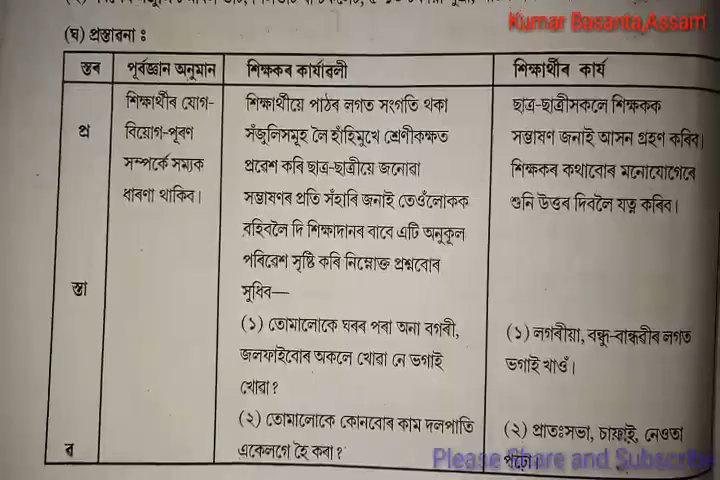 Kumar Basanta,Assam
(ঘ) প্ৰস্তাৱনা ঃ
স্তৰ পূৰ্বজ্ঞান অনুমান শিক্ষকৰ কাৰ্যাৱলী শিক্ষাৰ্থীৰ কাৰ্য
শিক্ষাৰ্থীৰ যোগ- শিক্ষাৰ্থীয়ে পাঠৰ লগত সংগতি থকা ছাত্ৰ-ছাত্ৰীসকলে শিক্ষকক
প্ৰ বিয়োগ-পূৰণ সঁজুলিসমূহ লৈ হাঁহিমুখে শ্ৰেণীকক্ষত সম্ভাষণ জনাই আসন গ্ৰহণ কৰিব।
সম্পৰ্কে সম্যক প্ৰৱেশ কৰি ছাত্ৰ-ছাত্ৰীয়ে জনোৱা শিক্ষকৰ কথাবোৰ মনোযোগেৰে
ধাৰণা থাকিব। সম্ভাষণৰ প্ৰতি সঁহাৰি জনাই তেওঁলোকক শুনি উত্তৰ দিবলৈ যত্ন কৰিব।
বহিবলৈ দি শিক্ষাদানৰ বাবে এটি অনুকূল
পৰিৱেশ সৃষ্টি কৰি নিম্নোক্ত প্ৰশ্নবোৰ
স্তা সুধিব—
(১) তোমালোকে ঘৰৰ পৰা অনা বগৰী, (১) লগৰীয়া, বন্ধু-বান্ধৱীৰ লগত
জলফাইবোৰ অকলে খোৱা নে ভগাই ভগাই খাওঁ।
খোৱা?
(২) তোমালোকে কোনবোৰ কাম দলপাতি (২) প্ৰাতঃসভা, চাফাই, নেওতা
ৱ একেলগে হৈ কৰা? পঢ়ো।
Please Share and Subscribe